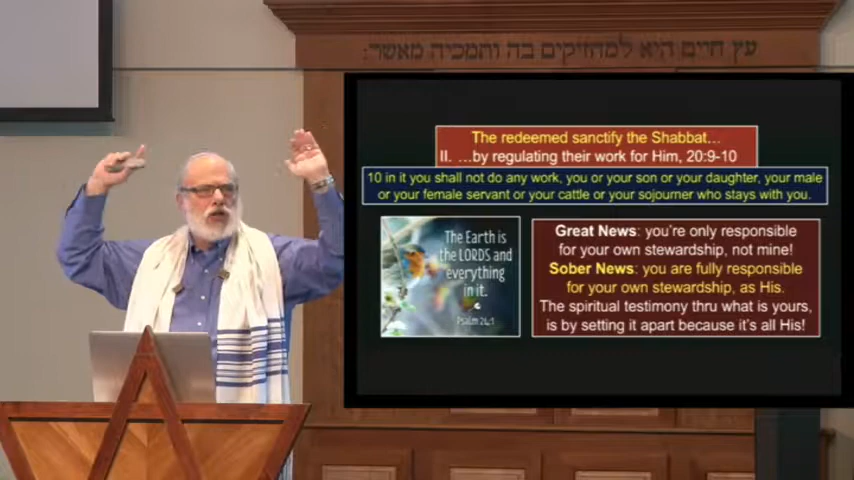 עץ חיים היא למחזיקים בה ותמכיה מאשר:
The redeemed sanctify the Shabbat…
II. …by regulating their work for Him, 20:9-10
10 in it you shall not do any work, you or your son or your daughter, your male
or your female servant or your cattle or your sojourner who stays with you.
The Earth is
the LORDS and
everything
in it.
Psalm 24:1
Great News: you're only responsible
for your own stewardship, not mine!
Sober News: you are fully responsible
for your own stewardship, as His.
The spiritual testimony thru what is yours,
is by setting it apart because it's all His!